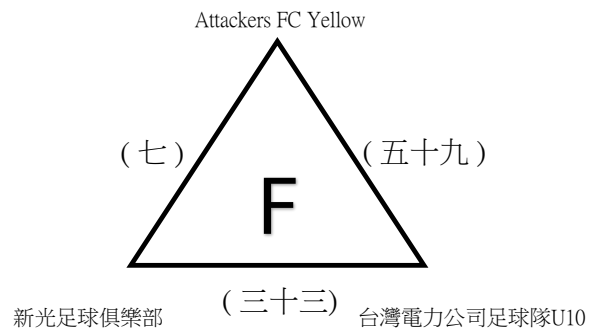 Attackers FC Yellow
( 七 )
( 五十九 )
F
( 三十三)
新光足球俱樂部
台灣電力公司足球隊U10